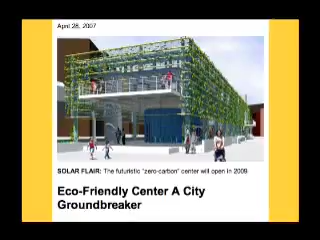 April 28, 2007
SOLAR FLAIR: The futuristic "zero-carbon" center will open in 2009.
Eco-Friendly Center A City
Groundbreaker